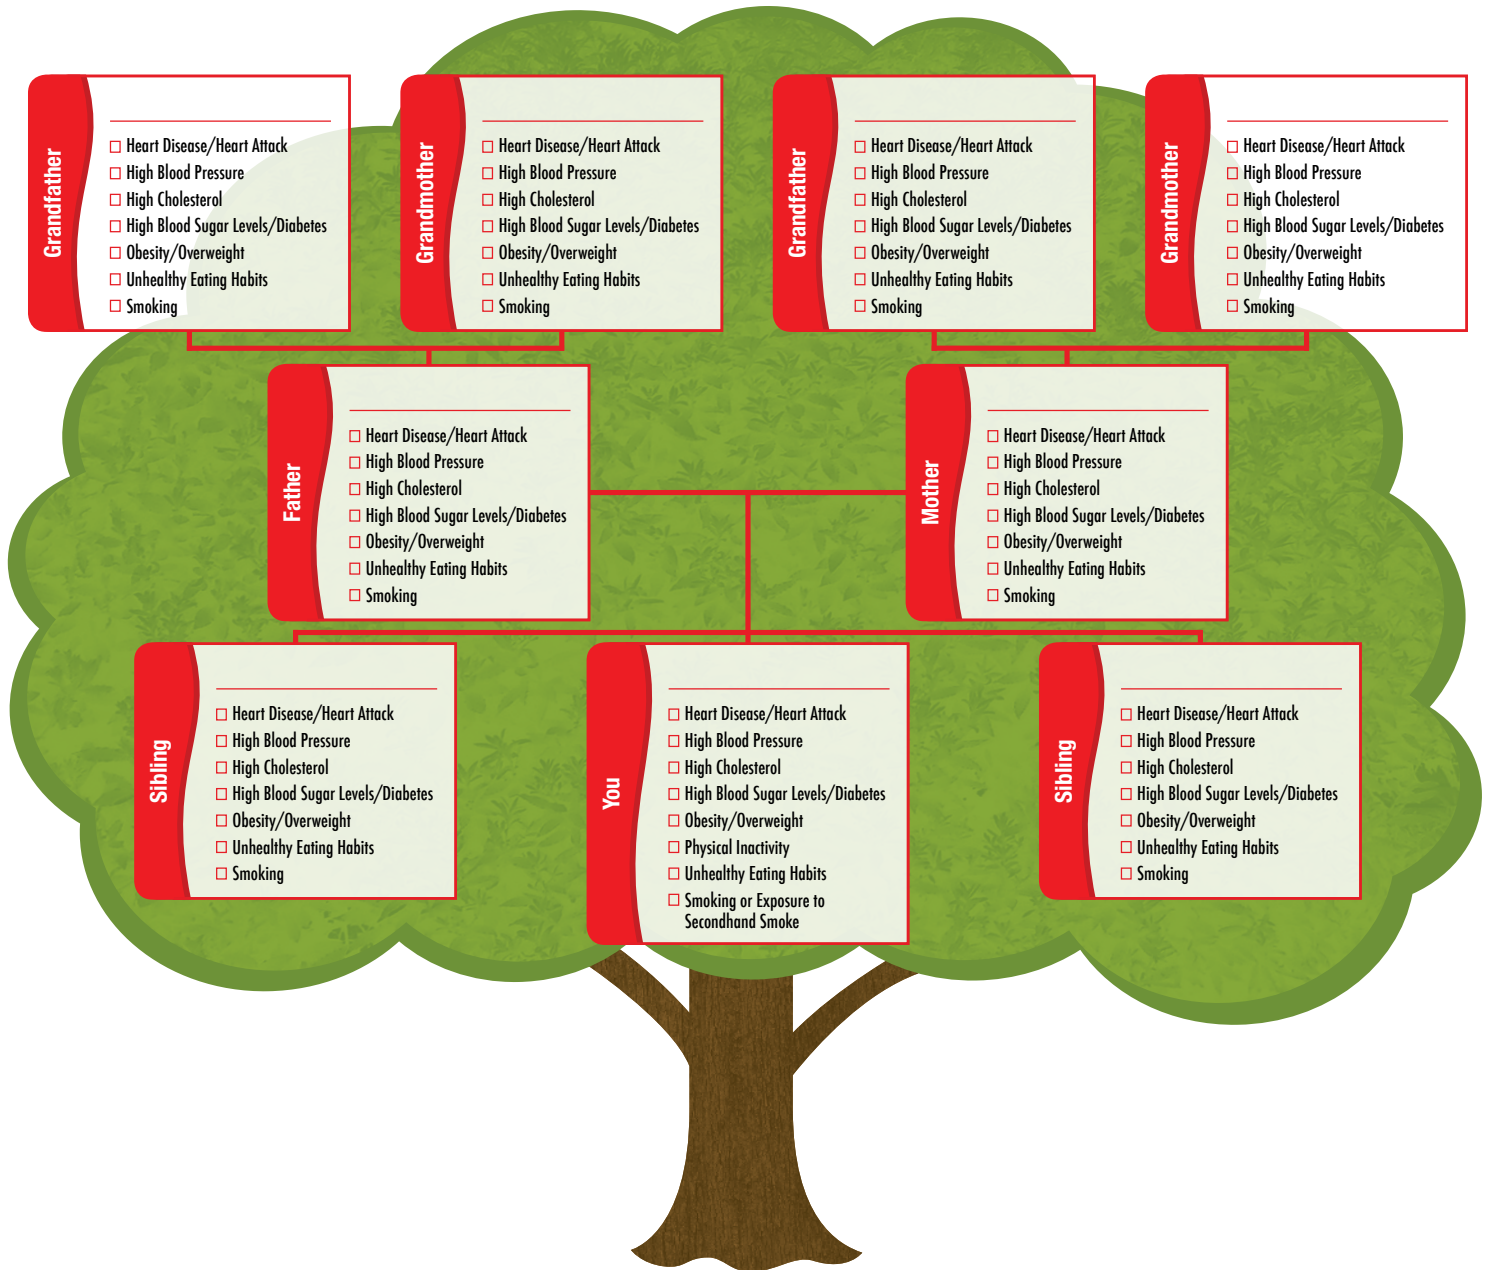 Grandfather
Heart Disease/Heart Attack
High Blood Pressure
High Cholesterol
High Blood Sugar Levels/Diabetes
Obesity/Overweight
Unhealthy Eating Habits
Smoking
Grandmother
Heart Disease/Heart Attack
High Blood Pressure
High Cholesterol
High Blood Sugar Levels/Diabetes
Obesity/Overweight
Unhealthy Eating Habits
Smoking
Grandfather
Heart Disease/Heart Attack
High Blood Pressure
High Cholesterol
High Blood Sugar Levels/Diabetes
Obesity/Overweight
Unhealthy Eating Habits
Smoking
Grandmother
Heart Disease/Heart Attack
High Blood Pressure
High Cholesterol
High Blood Sugar Levels/Diabetes
Obesity/Overweight
Unhealthy Eating Habits
Smoking
Father
Heart Disease/Heart Attack
High Blood Pressure
High Cholesterol
High Blood Sugar Levels/Diabetes
Obesity/Overweight
Unhealthy Eating Habits
Smoking
Mother
Heart Disease/Heart Attack
High Blood Pressure
High Cholesterol
High Blood Sugar Levels/Diabetes
Obesity/Overweight
Unhealthy Eating Habits
Smoking
Sibling
Heart Disease/Heart Attack
High Blood Pressure
High Cholesterol
High Blood Sugar Levels/Diabetes
Obesity/Overweight
Unhealthy Eating Habits
Smoking
You
Heart Disease/Heart Attack
High Blood Pressure
High Cholesterol
High Blood Sugar Levels/Diabetes
Obesity/Overweight
Physical Inactivity
Unhealthy Eating Habits
Smoking or Exposure to
Secondhand Smoke
Sibling
Heart Disease/Heart Attack
High Blood Pressure
High Cholesterol
High Blood Sugar Levels/Diabetes
Obesity/Overweight
Unhealthy Eating Habits
Smoking